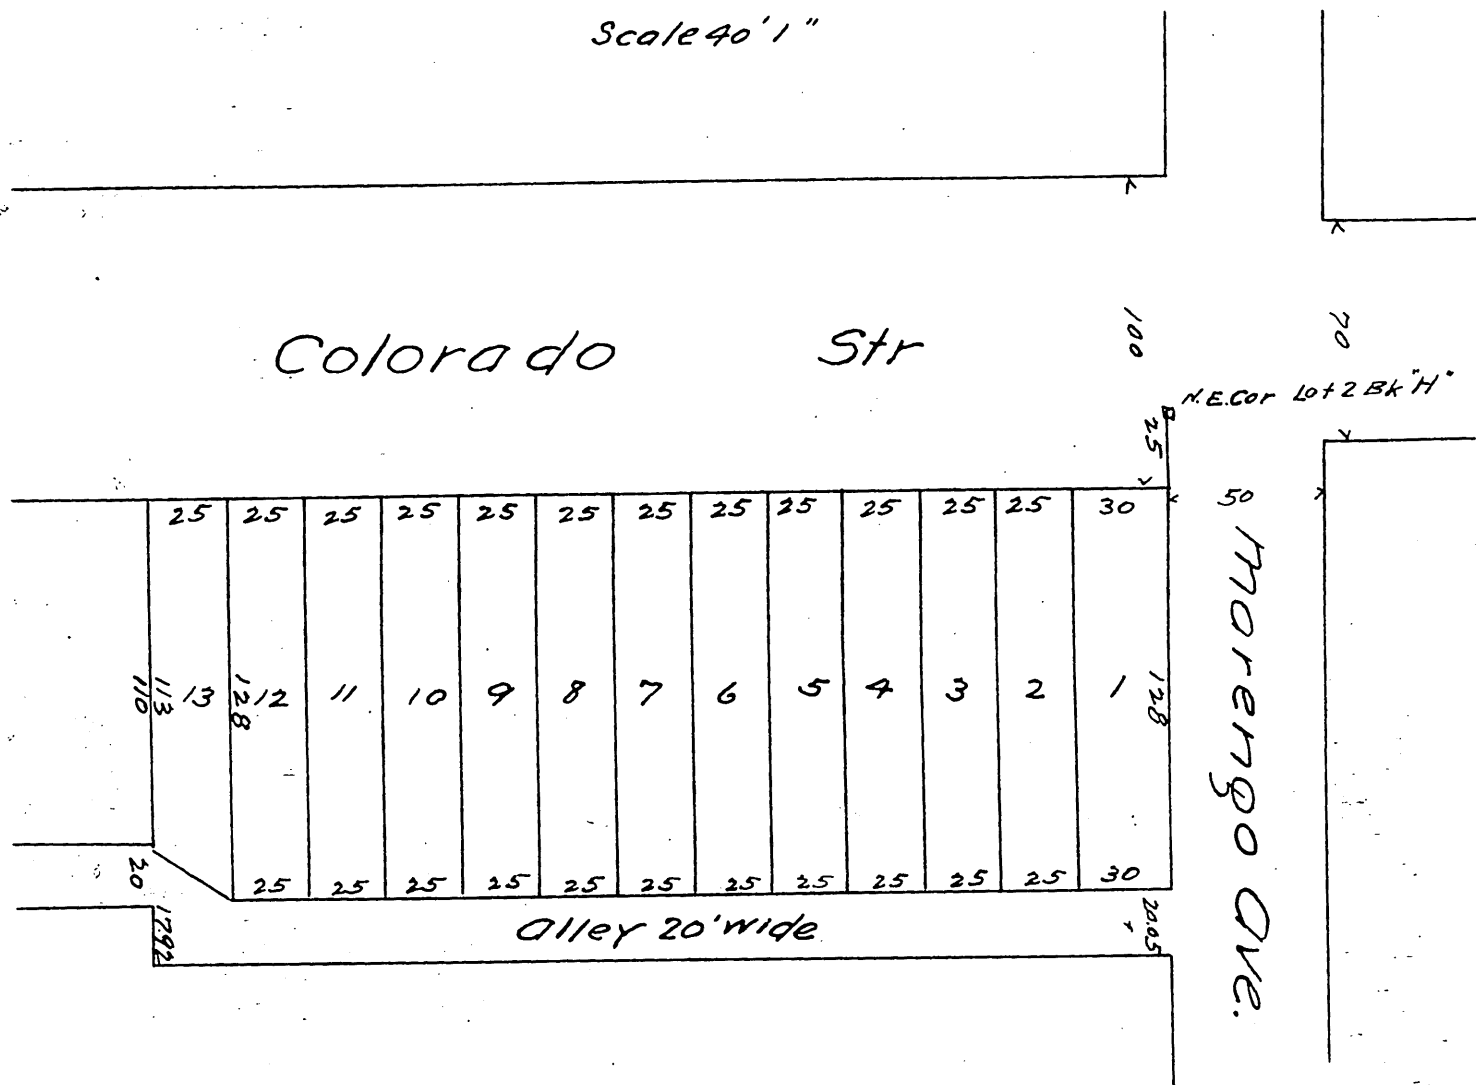 Scale 40'1"
Colorado Str
100
70
N.E.Cor Lot 2 Bk "H"
25
25 25 25 25 25 25 25 25 25 25 25 25 30
50
Morengo Ave.
110 113 13 128 12 11 10 9 8 7 6 5 4 3 2 1 128
20
25 25 25 25 25 25 25 25 25 25 25 30
17.92
Alley 20' wide
20.05